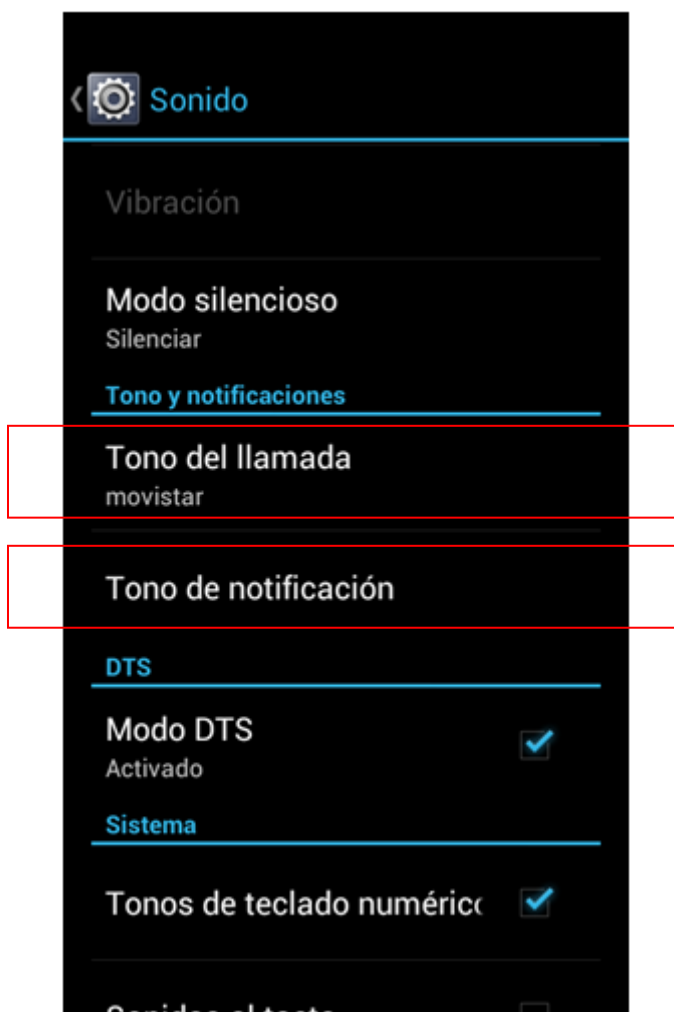 Sonido
Vibración
Modo silencioso
Silenciar
Tono y notificaciones
Tono del llamada
movistar
Tono de notificación
DTS
Modo DTS
Activado
Sistema
Tonos de teclado numéric